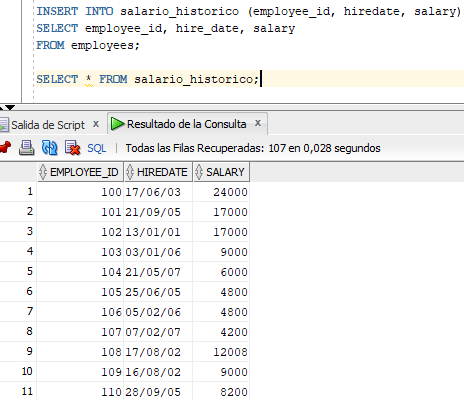 INSERT INTO salario_historico (employee_id, hiredate, salary)
SELECT employee_id, hire_date, salary
FROM employees;
SELECT * FROM salario_historico;
Salida de Script x Resultado de la Consulta x
SQL | Todas las Filas Recuperadas: 107 en 0,028 segundos
EMPLOYEE_ID HIREDATE SALARY
1 100 17/06/03 24000
2 101 21/09/05 17000
3 102 13/01/01 17000
4 103 03/01/06 9000
5 104 21/05/07 6000
6 105 25/06/05 4800
7 106 05/02/06 4800
8 107 07/02/07 4200
9 108 17/08/02 12008
10 109 16/08/02 9000
11 110 28/09/05 8200